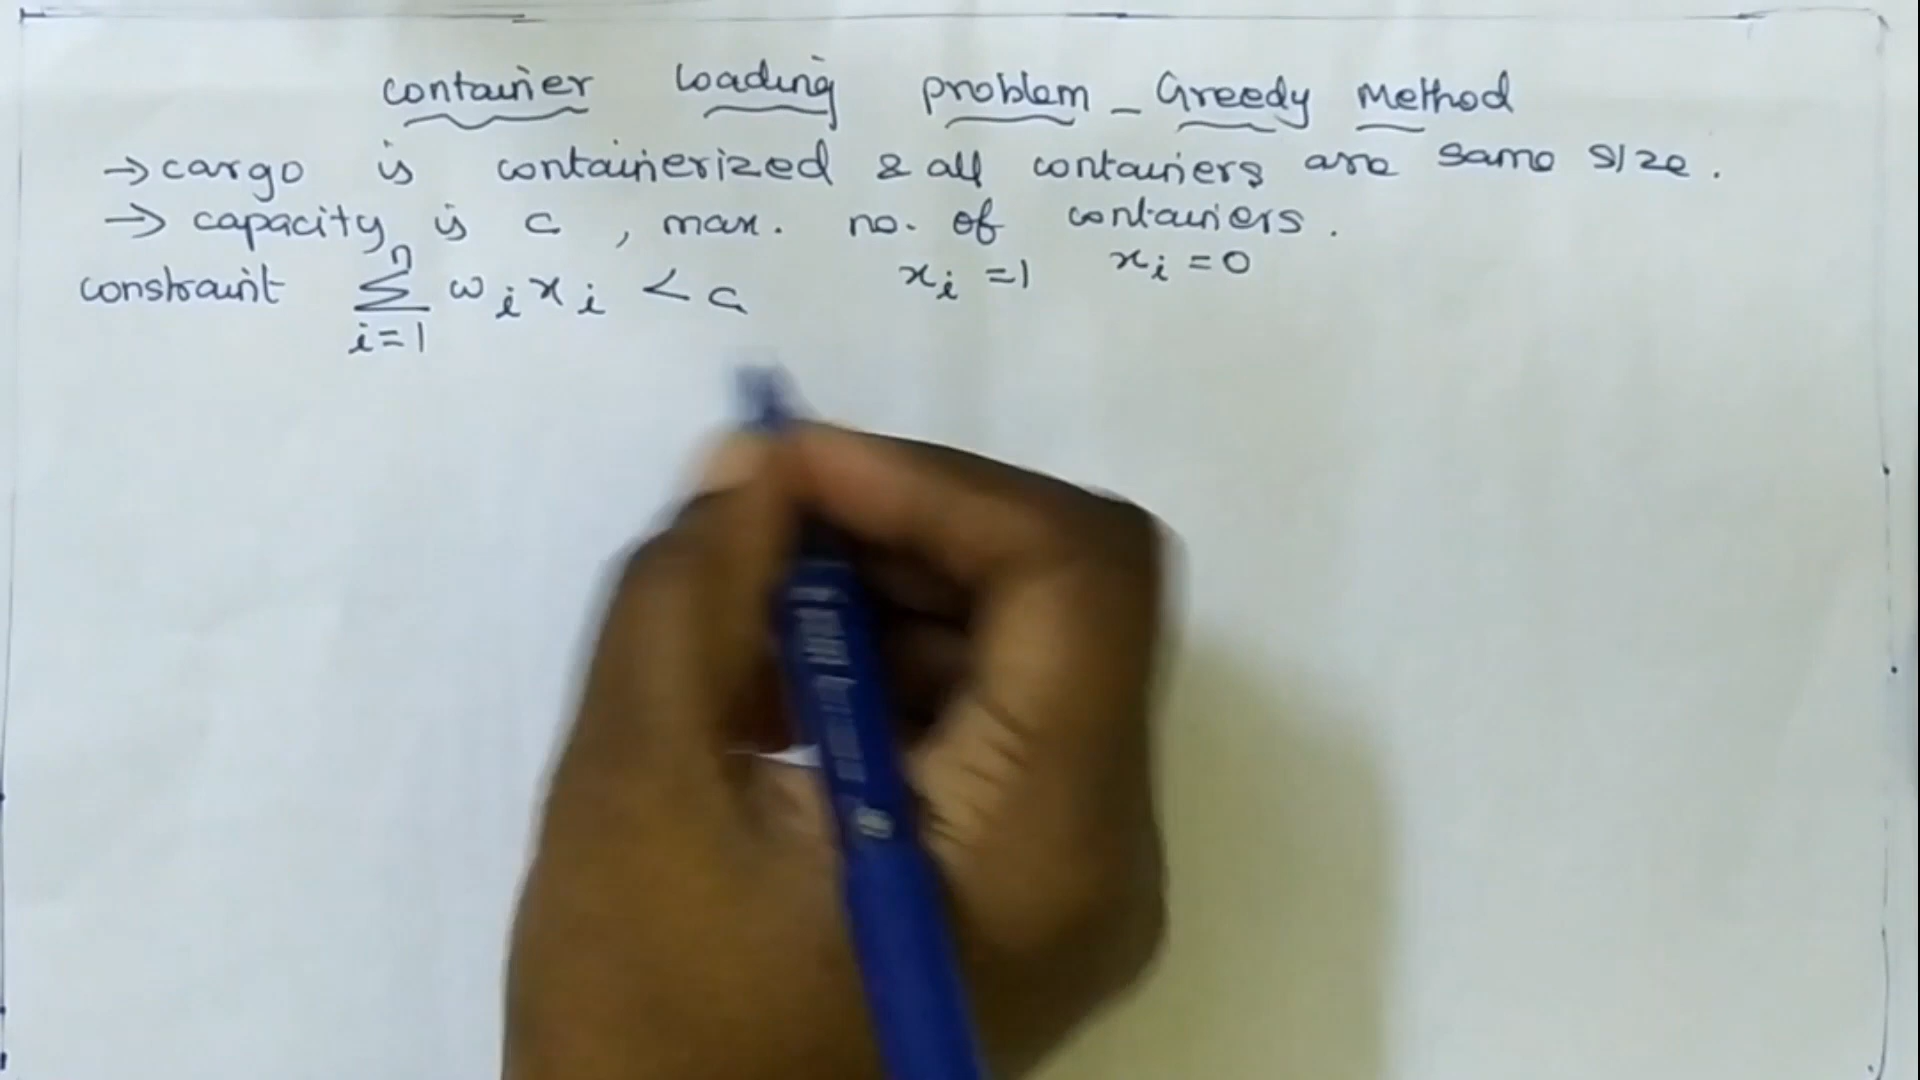 container loading problem - Greedy Method
→ cargo is containerized & all containers are same size.
→ capacity is c, max. no. of containers.
constraint n∑i=1 wixi < c xi=1 xi=0